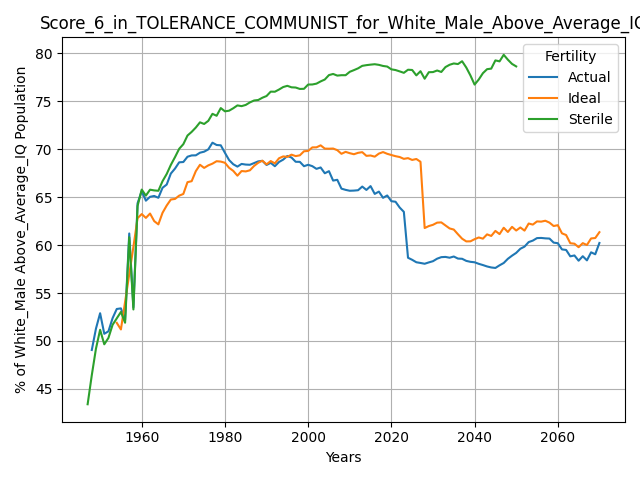 Score_6_in_TOLERANCE_COMMUNIST_for_White_Male_Above_Average_IQ
% of White_Male Above_Average_IQ Population
80
75
70
65
60
55
50
45
Fertility
Actual
Ideal
Sterile
1960
1980
2000
2020
2040
2060
Years